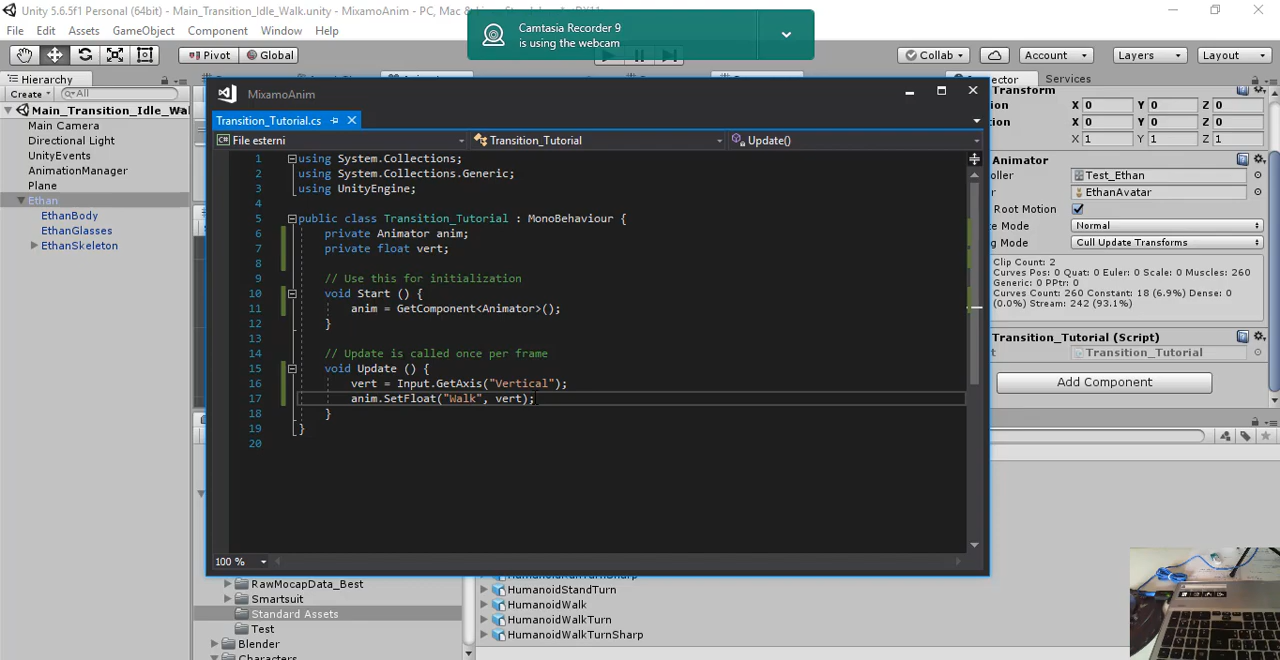 Unity 5.6.5f1 Personal (64bit) - Main_Transition_Idle_Walk.unity - MixamoAnim - PC, Mac &
File Edit Assets GameObject Component Window Help
Camtasia Recorder 9
is using the webcam
Pivot Global
Collab Account Layers Layout
Hierarchy
Create All
Main_Transition_Idle_Wal
Main Camera
Directional Light
UnityEvents
AnimationManager
Plane
Ethan
EthanBody
EthanGlasses
EthanSkeleton
MixamoAnim
Transition_Tutorial.cs
File esterni Transition_Tutorial Update()
1 using System.Collections;
2 using System.Collections.Generic;
3 using UnityEngine;
4
5 public class Transition_Tutorial : MonoBehaviour {
6 private Animator anim;
7 private float vert;
8
9 // Use this for initialization
10 void Start () {
11 anim = GetComponent<Animator>();
12 }
13
14 // Update is called once per frame
15 void Update () {
16 vert = Input.GetAxis("Vertical");
17 anim.SetFloat("Walk", vert);
18 }
19 }
20
100 %
Services
Transform
ion X 0 Y 0 Z 0
ion X 0 Y 0 Z 0
X 1 Y 1 Z 1
Animator
oller Test_Ethan
EthanAvatar
Root Motion
e Mode Normal
g Mode Cull Update Transforms
Clip Count: 2
Curves Pos: 0 Quat: 0 Euler: 0 Scale: 0 Muscles: 260
Generic: 0 PPtr: 0
Curves Count: 260 Constant: 18 (6.9%) Dense: 0
(0.0%) Stream: 242 (93.1%)
Transition_Tutorial (Script)
t Transition_Tutorial
Add Component
RawMocapData_Best
Smartsuit
Standard Assets
Test
Blender
Characters
HumanoidRunTurnSharp
HumanoidStandTurn
HumanoidWalk
HumanoidWalkTurn
HumanoidWalkTurnSharp